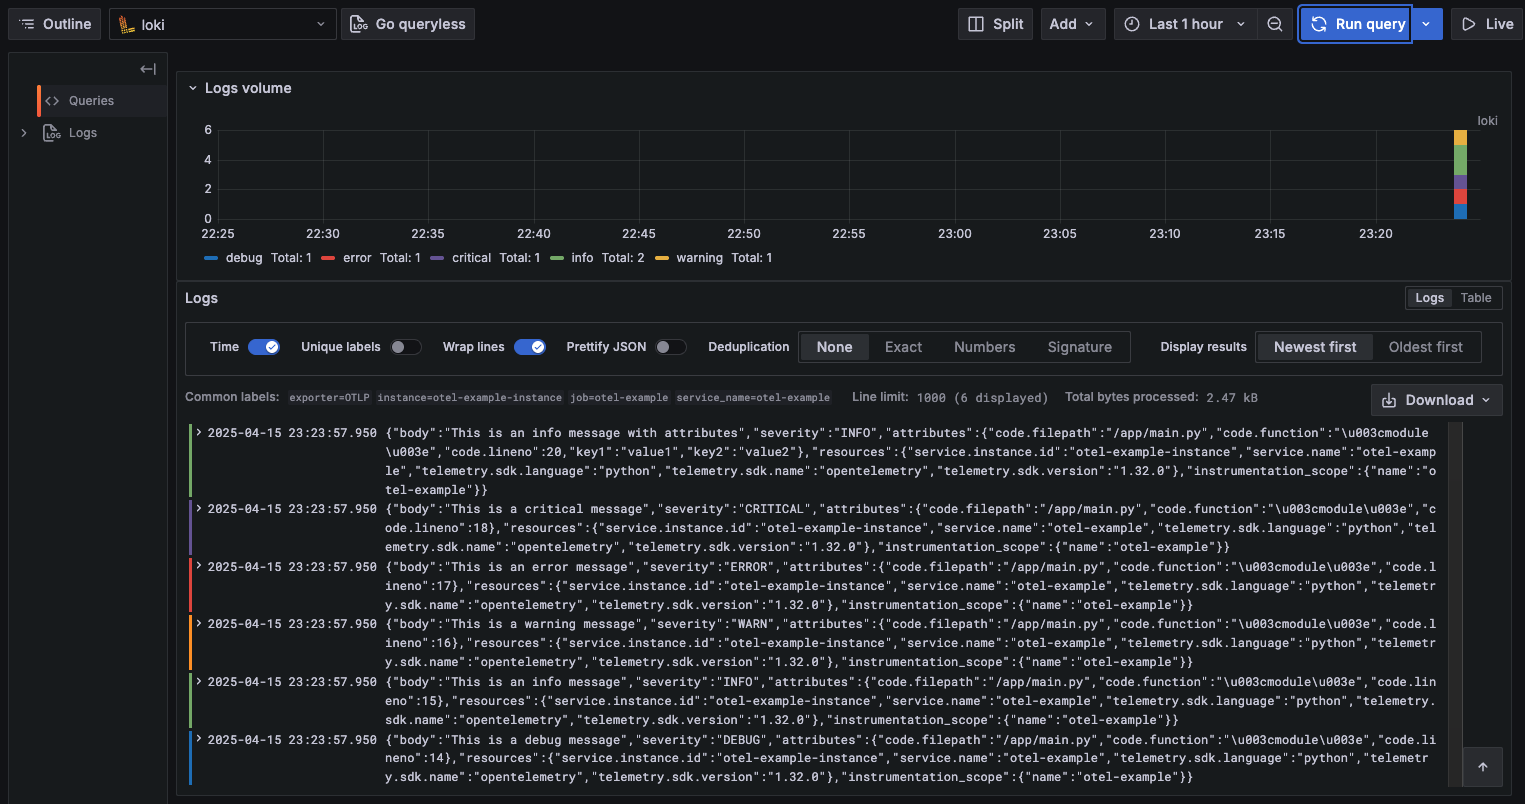 Outline
loki
Go queryless
Split
Add
Last 1 hour
Run query
Live
Queries
Logs
Logs volume
loki
6
4
2
0
22:25 22:30 22:35 22:40 22:45 22:50 22:55 23:00 23:05 23:10 23:15 23:20
debug Total: 1 error Total: 1 critical Total: 1 info Total: 2 warning Total: 1
Logs
Logs Table
Time Unique labels Wrap lines Prettify JSON Deduplication None Exact Numbers Signature Display results Newest first Oldest first
Common labels: exporter=OTLP instance=otel-example-instance job=otel-example service_name=otel-example Line limit: 1000 (6 displayed) Total bytes processed: 2.47 kB
Download
2025-04-15 23:23:57.950 {"body":"This is an info message with attributes","severity":"INFO","attributes":{"code.filepath":"/app/main.py","code.function":"\u003cmodule
\u003e","code.lineno":20,"key1":"value1","key2":"value2"},"resources":{"service.instance.id":"otel-example-instance","service.name":"otel-examp
le","telemetry.sdk.language":"python","telemetry.sdk.name":"opentelemetry","telemetry.sdk.version":"1.32.0"},"instrumentation_scope":{"name":"o
tel-example"}}
2025-04-15 23:23:57.950 {"body":"This is a critical message","severity":"CRITICAL","attributes":{"code.filepath":"/app/main.py","code.function":"\u003cmodule\u003e","c
ode.lineno":18},"resources":{"service.instance.id":"otel-example-instance","service.name":"otel-example","telemetry.sdk.language":"python","tel
emetry.sdk.name":"opentelemetry","telemetry.sdk.version":"1.32.0"},"instrumentation_scope":{"name":"otel-example"}}
2025-04-15 23:23:57.950 {"body":"This is an error message","severity":"ERROR","attributes":{"code.filepath":"/app/main.py","code.function":"\u003cmodule\u003e","code.l
ineno":17},"resources":{"service.instance.id":"otel-example-instance","service.name":"otel-example","telemetry.sdk.language":"python","telemetr
y.sdk.name":"opentelemetry","telemetry.sdk.version":"1.32.0"},"instrumentation_scope":{"name":"otel-example"}}
2025-04-15 23:23:57.950 {"body":"This is a warning message","severity":"WARN","attributes":{"code.filepath":"/app/main.py","code.function":"\u003cmodule\u003e","code.l
ineno":16},"resources":{"service.instance.id":"otel-example-instance","service.name":"otel-example","telemetry.sdk.language":"python","telemetr
y.sdk.name":"opentelemetry","telemetry.sdk.version":"1.32.0"},"instrumentation_scope":{"name":"otel-example"}}
2025-04-15 23:23:57.950 {"body":"This is an info message","severity":"INFO","attributes":{"code.filepath":"/app/main.py","code.function":"\u003cmodule\u003e","code.lin
eno":15},"resources":{"service.instance.id":"otel-example-instance","service.name":"otel-example","telemetry.sdk.language":"python","telemetry.
sdk.name":"opentelemetry","telemetry.sdk.version":"1.32.0"},"instrumentation_scope":{"name":"otel-example"}}
2025-04-15 23:23:57.950 {"body":"This is a debug message","severity":"DEBUG","attributes":{"code.filepath":"/app/main.py","code.function":"\u003cmodule\u003e","code.li
neno":14},"resources":{"service.instance.id":"otel-example-instance","service.name":"otel-example","telemetry.sdk.language":"python","telemetr
y.sdk.name":"opentelemetry","telemetry.sdk.version":"1.32.0"},"instrumentation_scope":{"name":"otel-example"}}